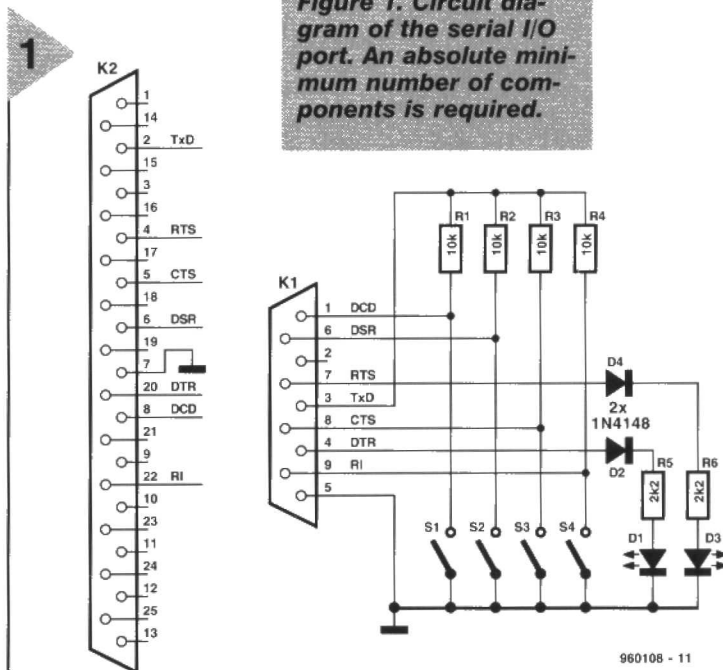 1
Figure 1. Circuit dia-
gram of the serial I/O
port. An absolute mini-
mum number of com-
ponents is required.
K2
1
14
2 TxD
15
3
16
4 RTS
17
5 CTS
18
6 DSR
19
7
20 DTR
8 DCD
21
9
22 RI
10
23
11
24
12
25
13
K1
1 DCD
6 DSR
2
7 RTS
3 TxD
8 CTS
4 DTR
9 RI
5
R1 R2 R3 R4
10k 10k 10k 10k
D4
2x
1N4148
D2
R5 R6
2k2 2k2
S1 S2 S3 S4
D1 D3
960108 - 11